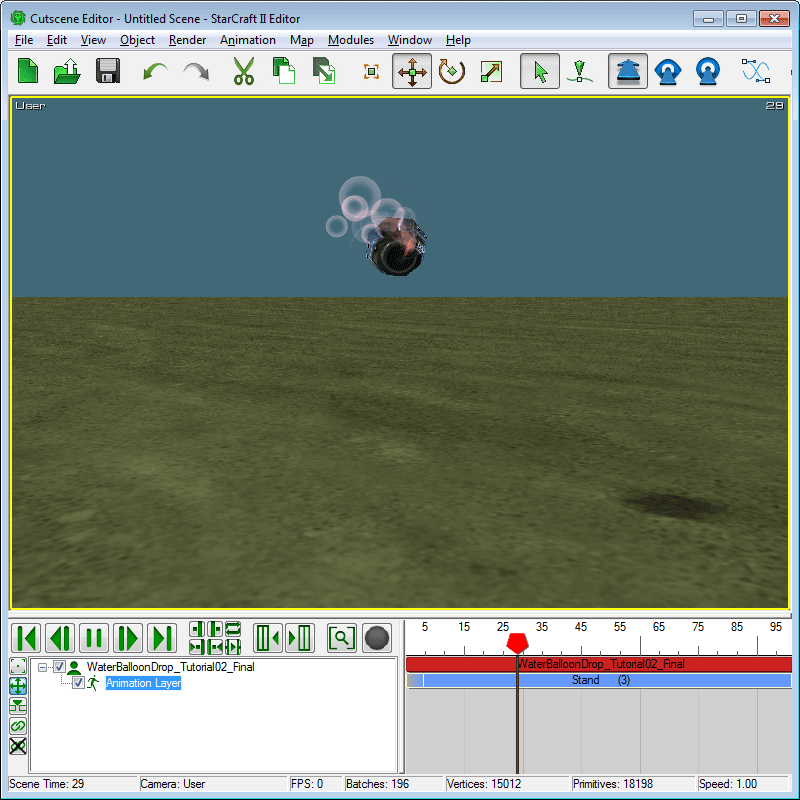 Cutscene Editor - Untitled Scene - StarCraft II Editor
File Edit View Object Render Animation Map Modules Window Help
User 29
5 15 25 35 45 55 65 75 85 95
WaterBalloonDrop_Tutorial02_Final
WaterBalloonDrop_Tutorial02_Final
Animation Layer
Stand (3)
Scene Time: 29 Camera: User FPS: 0 Batches: 196 Vertices: 15012 Primitives: 18198 Speed: 1.00